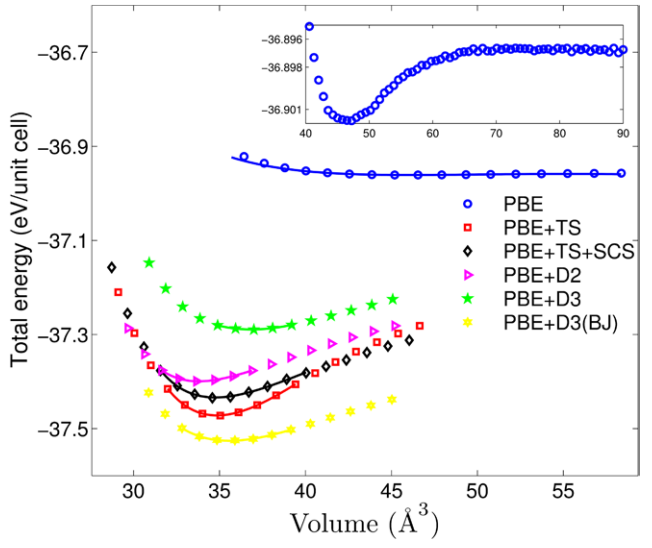 −36.7
−36.9
−37.1
−37.3
−37.5
Total energy (eV/unit cell)
−36.896
−36.898
−36.901
40 50 60 70 80 90
PBE
PBE+TS
PBE+TS+SCS
PBE+D2
PBE+D3
PBE+D3(BJ)
30 35 40 45 50 55
Volume (Å³)